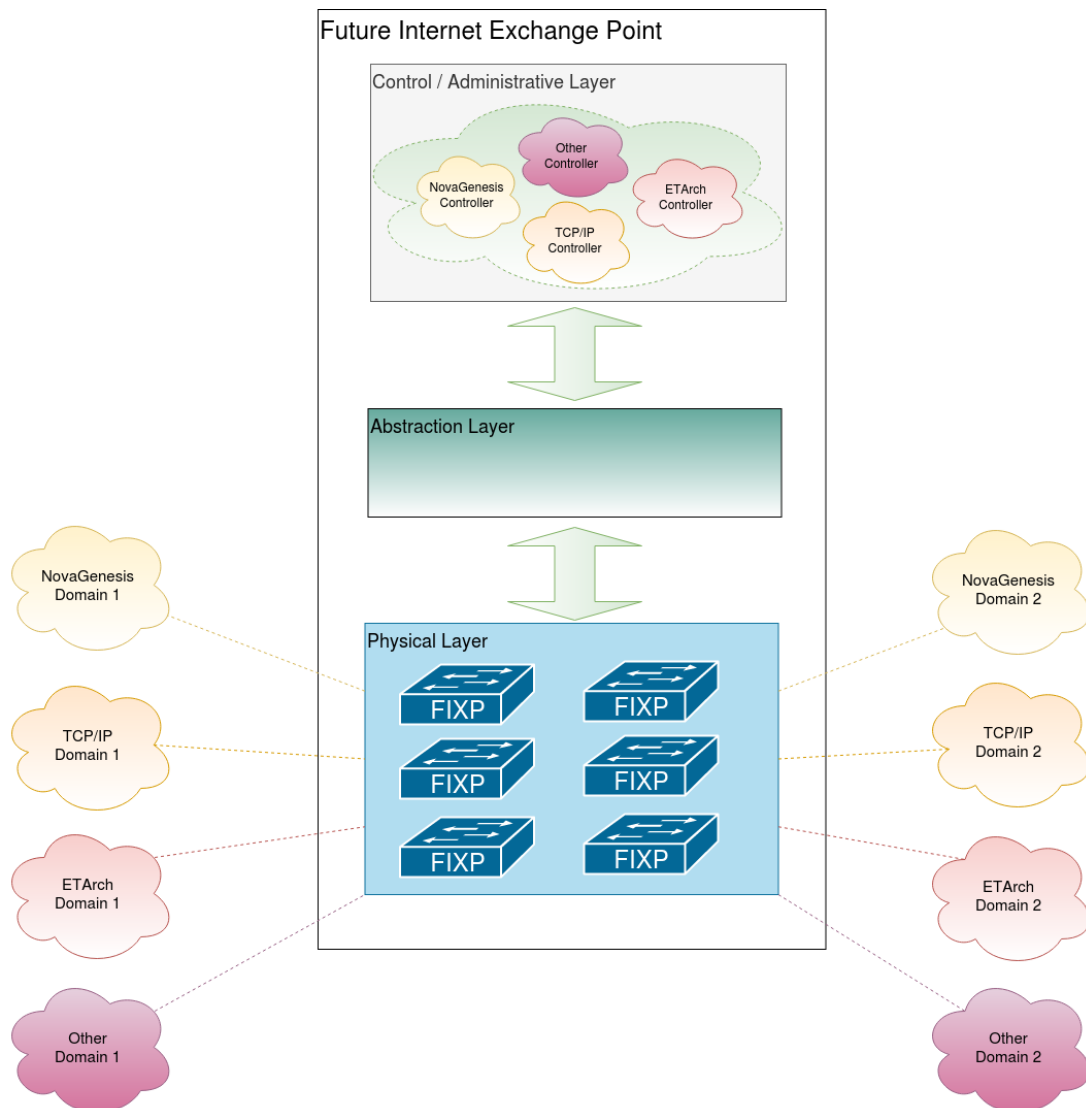 Future Internet Exchange Point
Control / Administrative Layer
Other
Controller
NovaGenesis
Controller
ETArch
Controller
TCP/IP
Controller
Abstraction Layer
NovaGenesis
Domain 1
NovaGenesis
Domain 2
Physical Layer
FIXP
FIXP
TCP/IP
Domain 1
TCP/IP
Domain 2
FIXP
FIXP
FIXP
FIXP
ETArch
Domain 1
ETArch
Domain 2
Other
Domain 1
Other
Domain 2